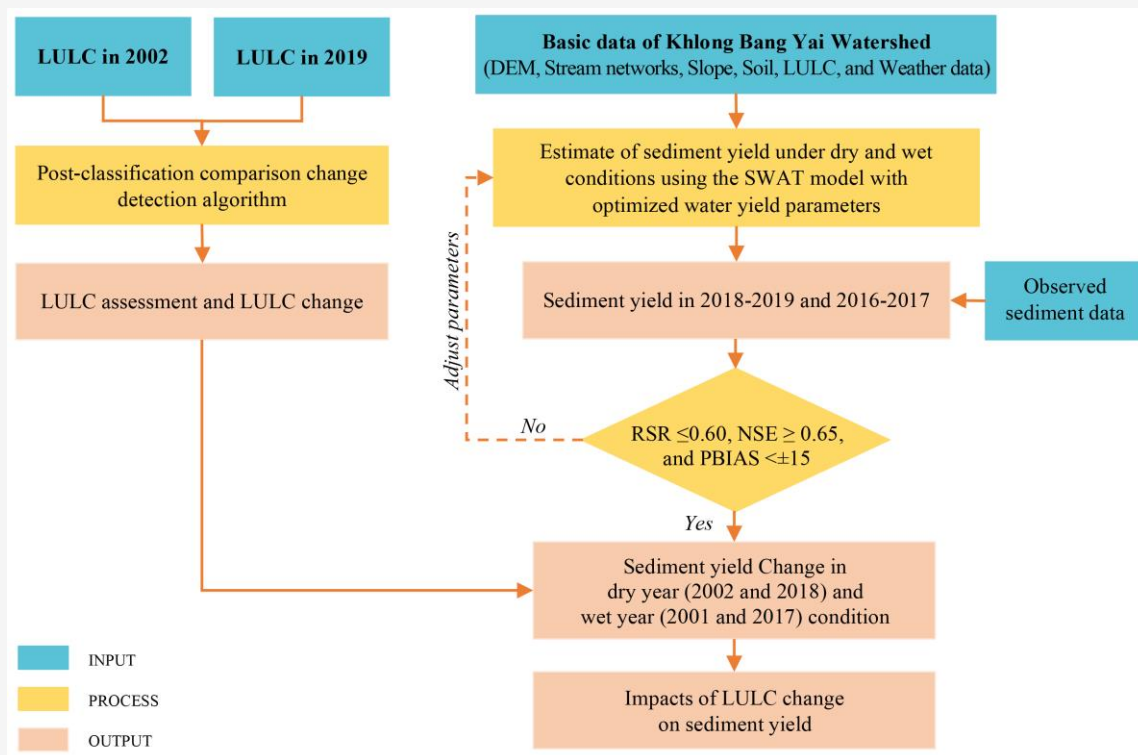 LULC in 2002
LULC in 2019
Post-classification comparison change
detection algorithm
LULC assessment and LULC change
Basic data of Khlong Bang Yai Watershed
(DEM, Stream networks, Slope, Soil, LULC, and Weather data)
Estimate of sediment yield under dry and wet
conditions using the SWAT model with
optimized water yield parameters
Adjust parameters
Sediment yield in 2018-2019 and 2016-2017
Observed
sediment data
No
RSR ≤0.60, NSE ≥ 0.65,
and PBIAS <±15
Yes
Sediment yield Change in
dry year (2002 and 2018) and
wet year (2001 and 2017) condition
Impacts of LULC change
on sediment yield
INPUT
PROCESS
OUTPUT